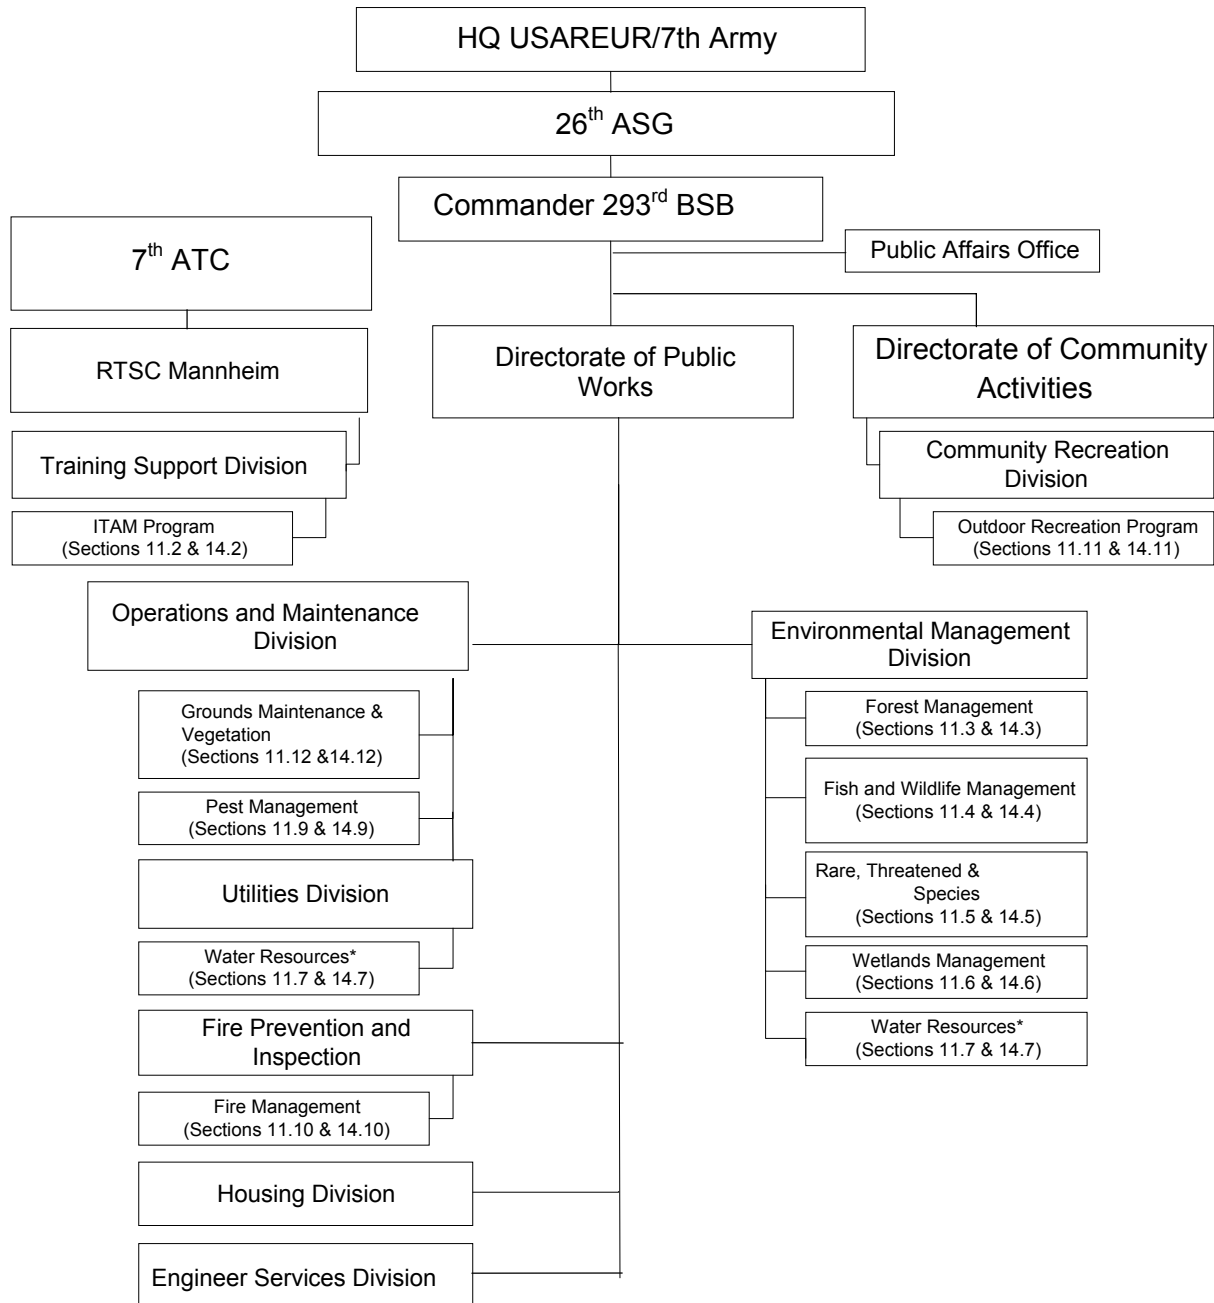 HQ USAREUR/7th Army
26th ASG
Commander 293rd BSB
Public Affairs Office
7th ATC
RTSC Mannheim
Training Support Division
ITAM Program
(Sections 11.2 & 14.2)
Directorate of Public
Works
Directorate of Community
Activities
Community Recreation
Division
Outdoor Recreation Program
(Sections 11.11 & 14.11)
Operations and Maintenance
Division
Grounds Maintenance &
Vegetation
(Sections 11.12 &14.12)
Pest Management
(Sections 11.9 & 14.9)
Utilities Division
Water Resources*
(Sections 11.7 & 14.7)
Fire Prevention and
Inspection
Fire Management
(Sections 11.10 & 14.10)
Housing Division
Engineer Services Division
Environmental Management
Division
Forest Management
(Sections 11.3 & 14.3)
Fish and Wildlife Management
(Sections 11.4 & 14.4)
Rare, Threatened &
Species
(Sections 11.5 & 14.5)
Wetlands Management
(Sections 11.6 & 14.6)
Water Resources*
(Sections 11.7 & 14.7)